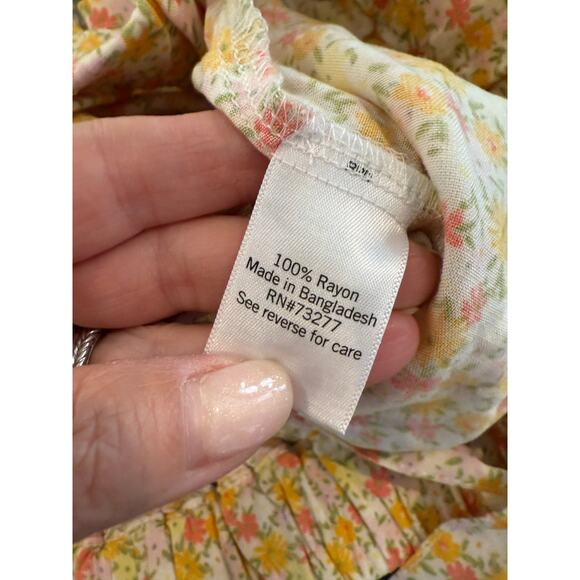 100% Rayon
Made in Bangladesh
RN#73277
See reverse for care